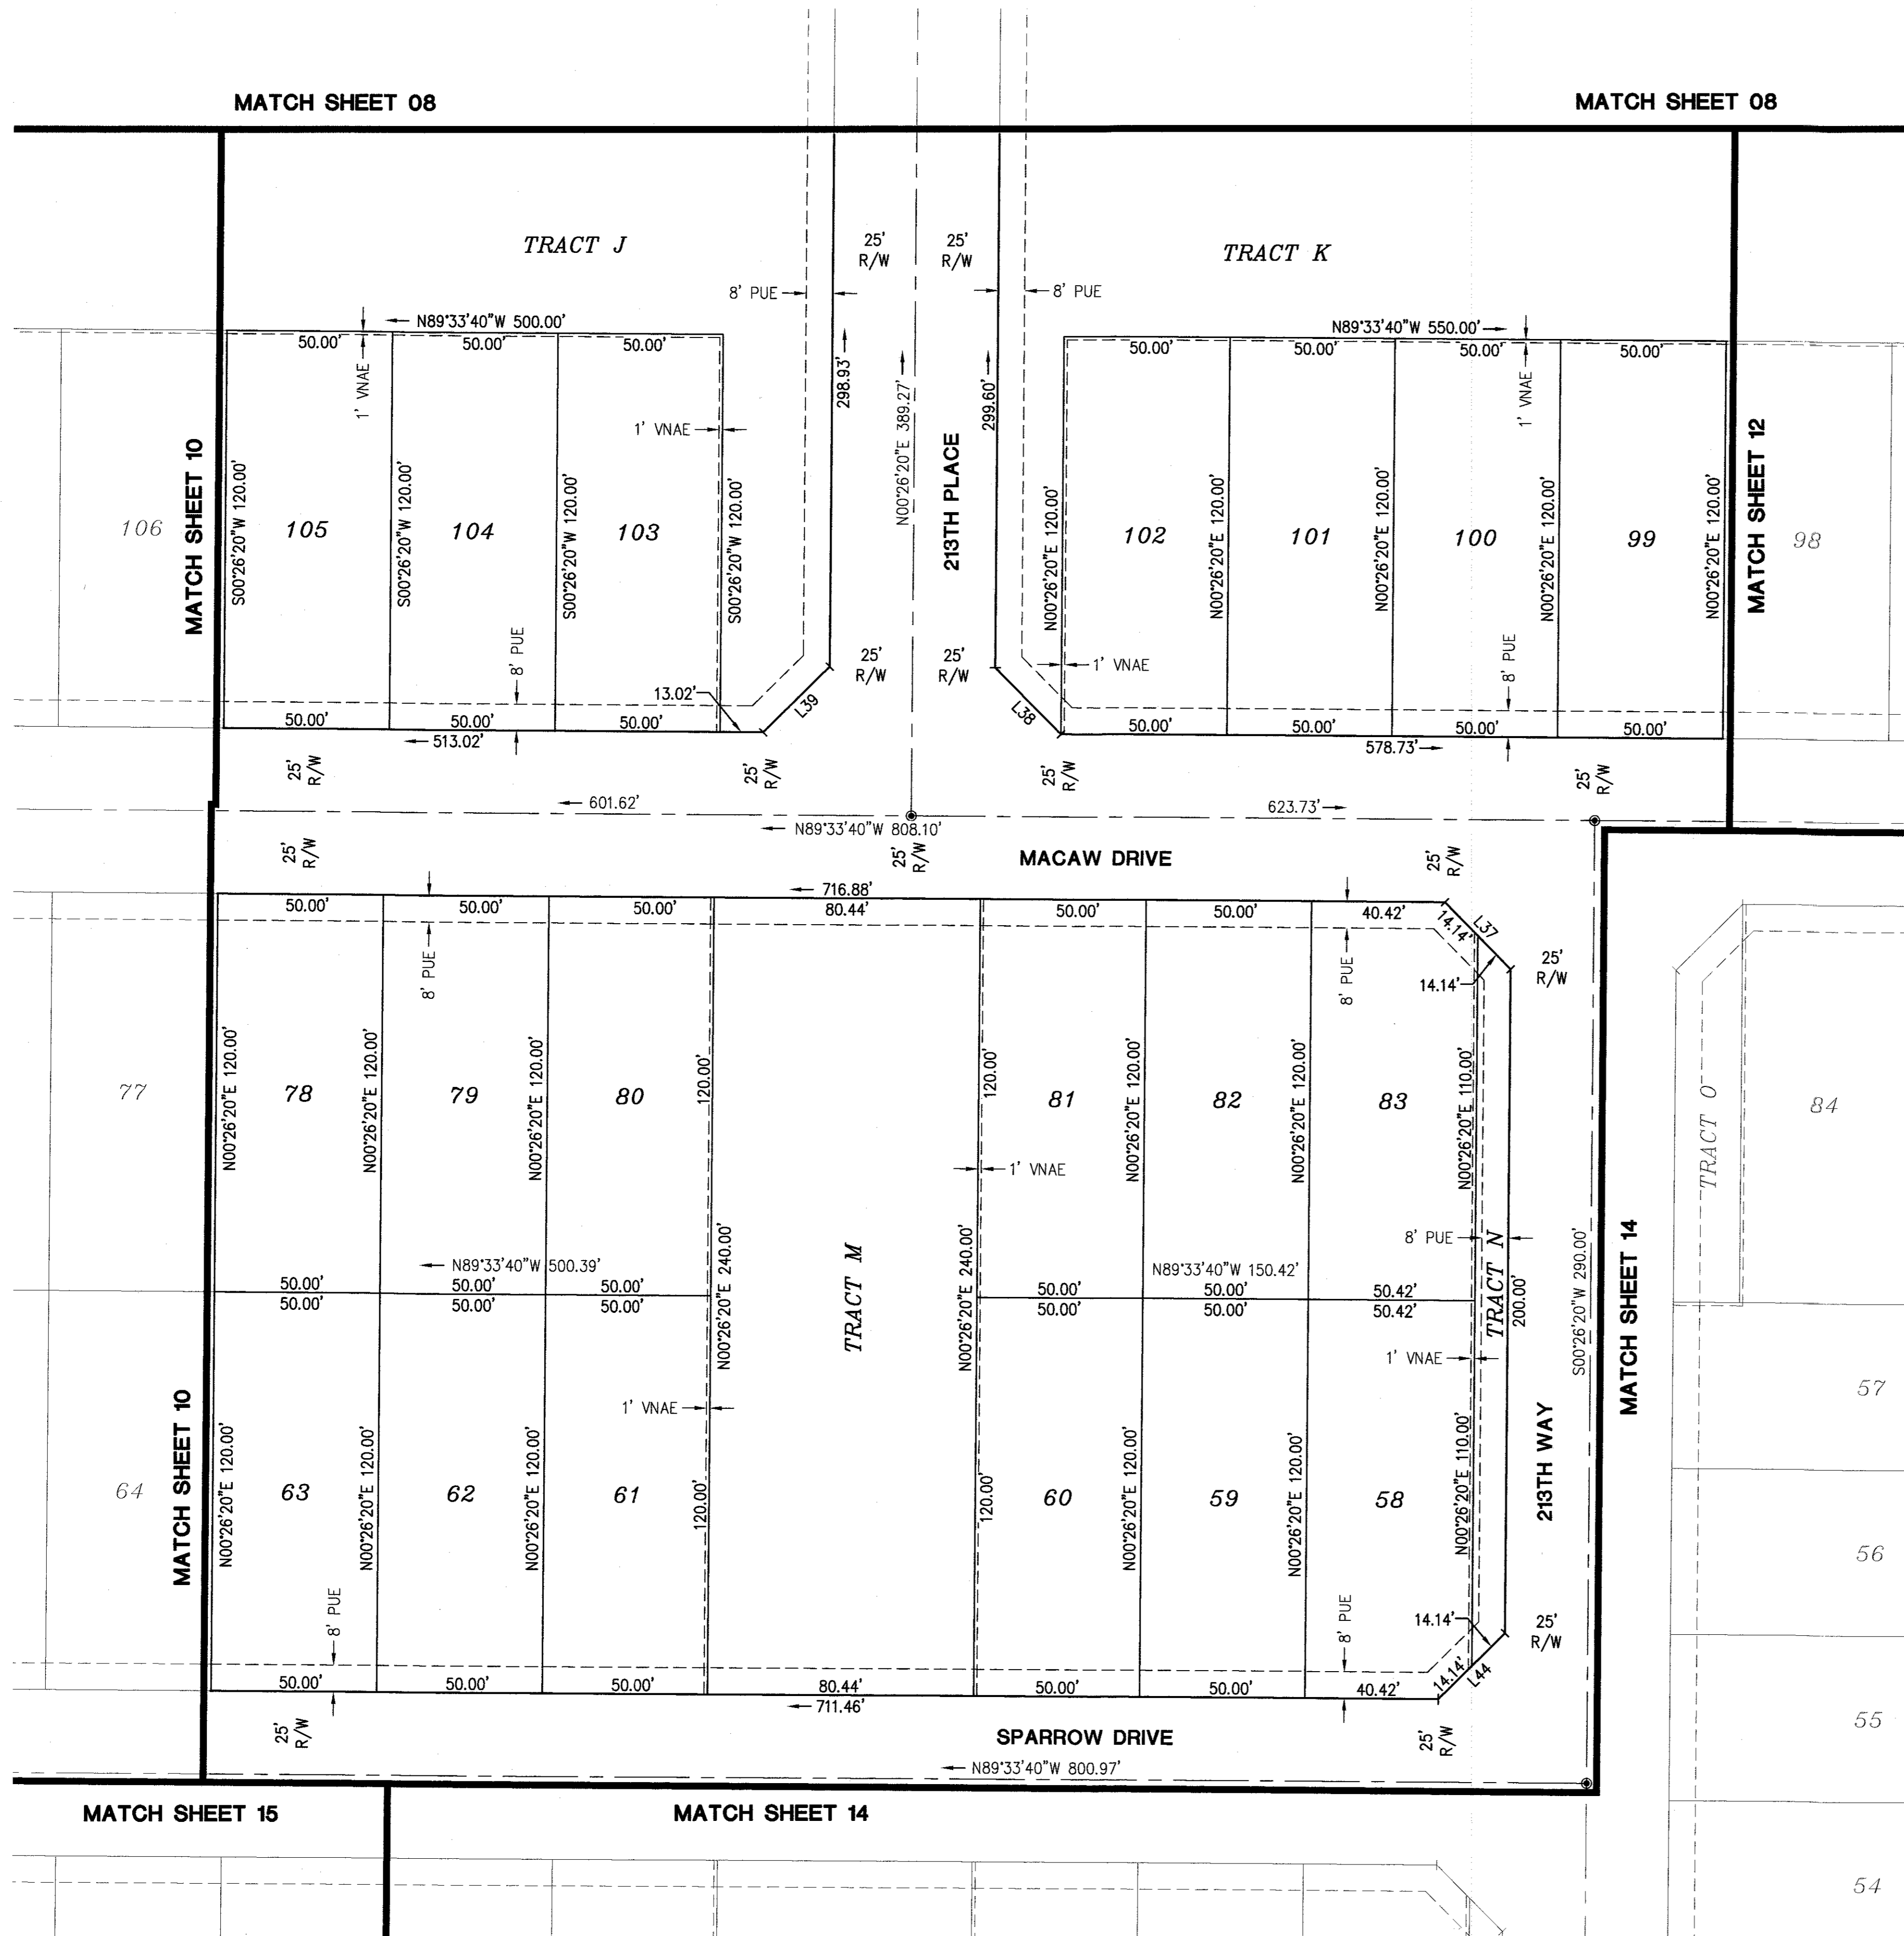 MATCH SHEET 08
MATCH SHEET 08
TRACT J
TRACT K
25'
R/W
25'
R/W
8' PUE
8' PUE
N89°33'40"W 500.00'
50.00'
50.00'
50.00'
N89°33'40"W 550.00'
50.00'
50.00'
50.00'
50.00'
1' VNAE
1' VNAE
1' VNAE
298.93'
N00°26'20"E 389.27'
213TH PLACE
299.60'
MATCH SHEET 10
MATCH SHEET 12
106
S00°26'20"W 120.00'
105
S00°26'20"W 120.00'
104
S00°26'20"W 120.00'
103
S00°26'20"W 120.00'
N00°26'20"E 120.00'
102
N00°26'20"E 120.00'
101
N00°26'20"E 120.00'
100
N00°26'20"E 120.00'
99
N00°26'20"E 120.00'
98
8' PUE
8' PUE
25'
R/W
25'
R/W
1' VNAE
13.02'
L39
L38
50.00'
50.00'
50.00'
513.02'
50.00'
50.00'
50.00'
50.00'
578.73'
25'
R/W
25'
R/W
25'
R/W
25'
R/W
601.62'
623.73'
N89°33'40"W 808.10'
25'
R/W
25'
R/W
MACAW DRIVE
25'
R/W
716.88'
50.00'
50.00'
50.00'
80.44'
50.00'
50.00'
40.42'
14.14'
L37
14.14'
25'
R/W
8' PUE
8' PUE
77
N00°26'20"E 120.00'
78
N00°26'20"E 120.00'
79
N00°26'20"E 120.00'
80
120.00'
120.00'
81
N00°26'20"E 120.00'
82
N00°26'20"E 120.00'
83
N00°26'20"E 110.00'
TRACT O
84
1' VNAE
8' PUE
N89°33'40"W 500.39'
50.00'
50.00'
50.00'
50.00'
50.00'
50.00'
N00°26'20"E 240.00'
TRACT M
N00°26'20"E 240.00'
N89°33'40"W 150.42'
50.00'
50.00'
50.42'
50.00'
50.00'
50.42'
TRACT N
200.00'
S00°26'20"W 290.00'
MATCH SHEET 14
1' VNAE
1' VNAE
57
MATCH SHEET 10
213TH WAY
64
N00°26'20"E 120.00'
63
N00°26'20"E 120.00'
62
N00°26'20"E 120.00'
61
120.00'
120.00'
60
N00°26'20"E 120.00'
59
N00°26'20"E 120.00'
58
N00°26'20"E 110.00'
56
8' PUE
8' PUE
14.14'
25'
R/W
14.14'
L44
50.00'
50.00'
50.00'
80.44'
50.00'
50.00'
40.42'
711.46'
25'
R/W
SPARROW DRIVE
25'
R/W
55
N89°33'40"W 800.97'
MATCH SHEET 15
MATCH SHEET 14
54